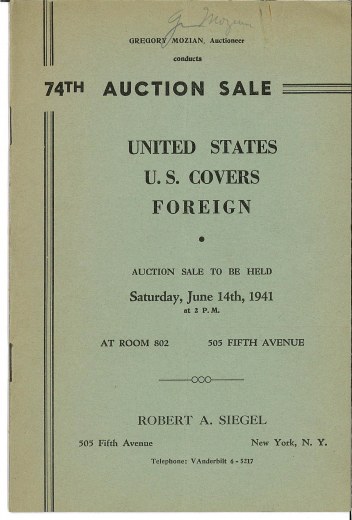 G. Mozian
GREGORY MOZIAN, Auctioneer
conducts
74TH AUCTION SALE
UNITED STATES
U. S. COVERS
FOREIGN
AUCTION SALE TO BE HELD
Saturday, June 14th, 1941
at 2 P. M.
AT ROOM 802 505 FIFTH AVENUE
ROBERT A. SIEGEL
505 Fifth Avenue New York, N. Y.
Telephone: VAnderbilt 6-3217